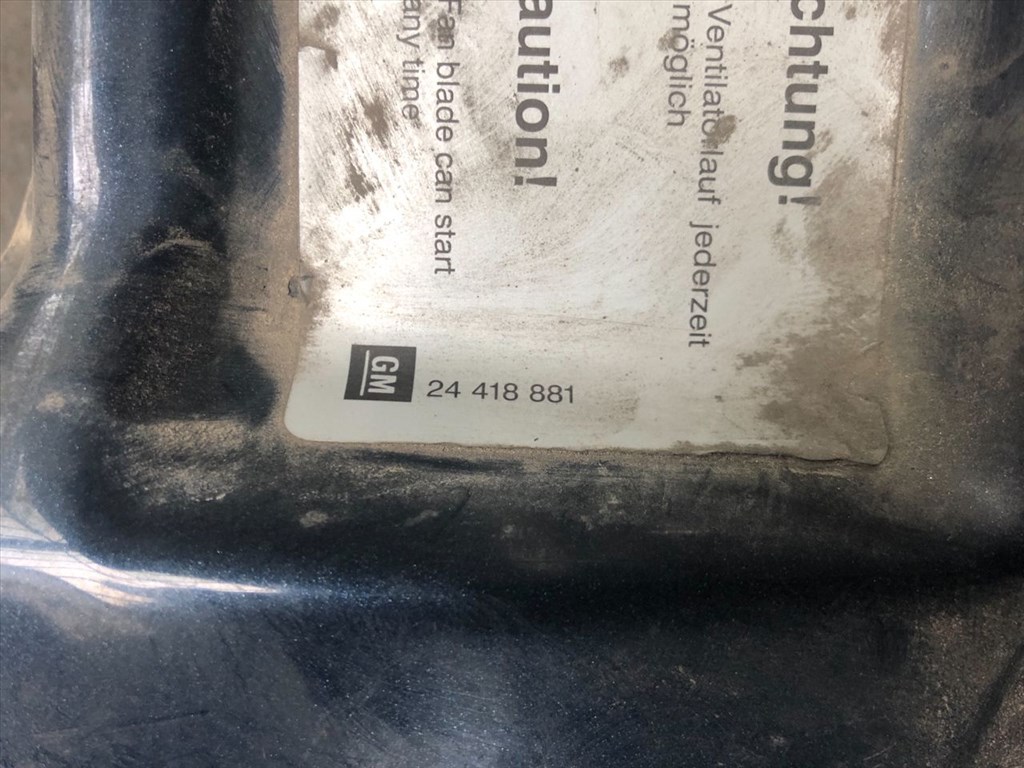 chtung!
Ventilatorlauf jederzeit
möglich
aution!
Fan blade can start
any time
GM
24 418 881